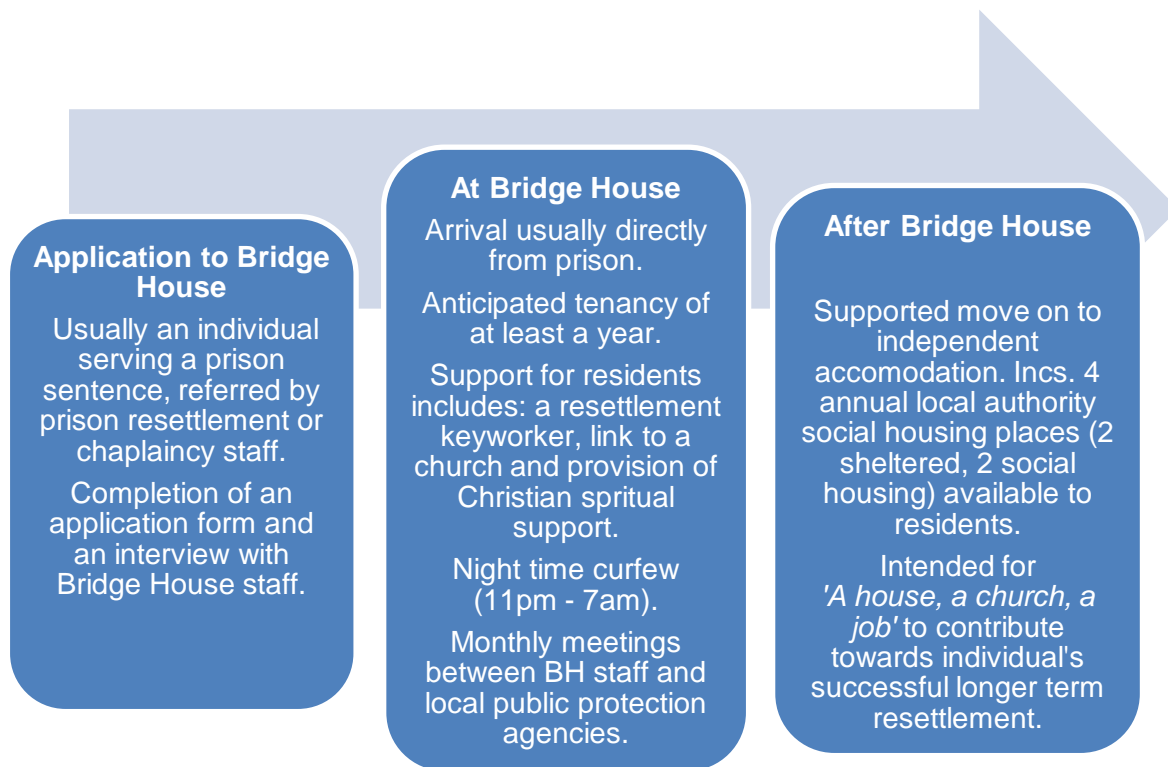 Application to Bridge
House
Usually an individual
serving a prison
sentence, referred by
prison resettlement or
chaplaincy staff.
Completion of an
application form and
an interview with
Bridge House staff.
At Bridge House
Arrival usually directly
from prison.
Anticipated tenancy of
at least a year.
Support for residents
includes: a resettlement
keyworker, link to a
church and provision of
Christian spritual
support.
Night time curfew
(11pm - 7am).
Monthly meetings
between BH staff and
local public protection
agencies.
After Bridge House
Supported move on to
independent
accomodation. Incs. 4
annual local authority
social housing places (2
sheltered, 2 social
housing) available to
residents.
Intended for
'A house, a church, a
job' to contribute
towards individual's
successful longer term
resettlement.